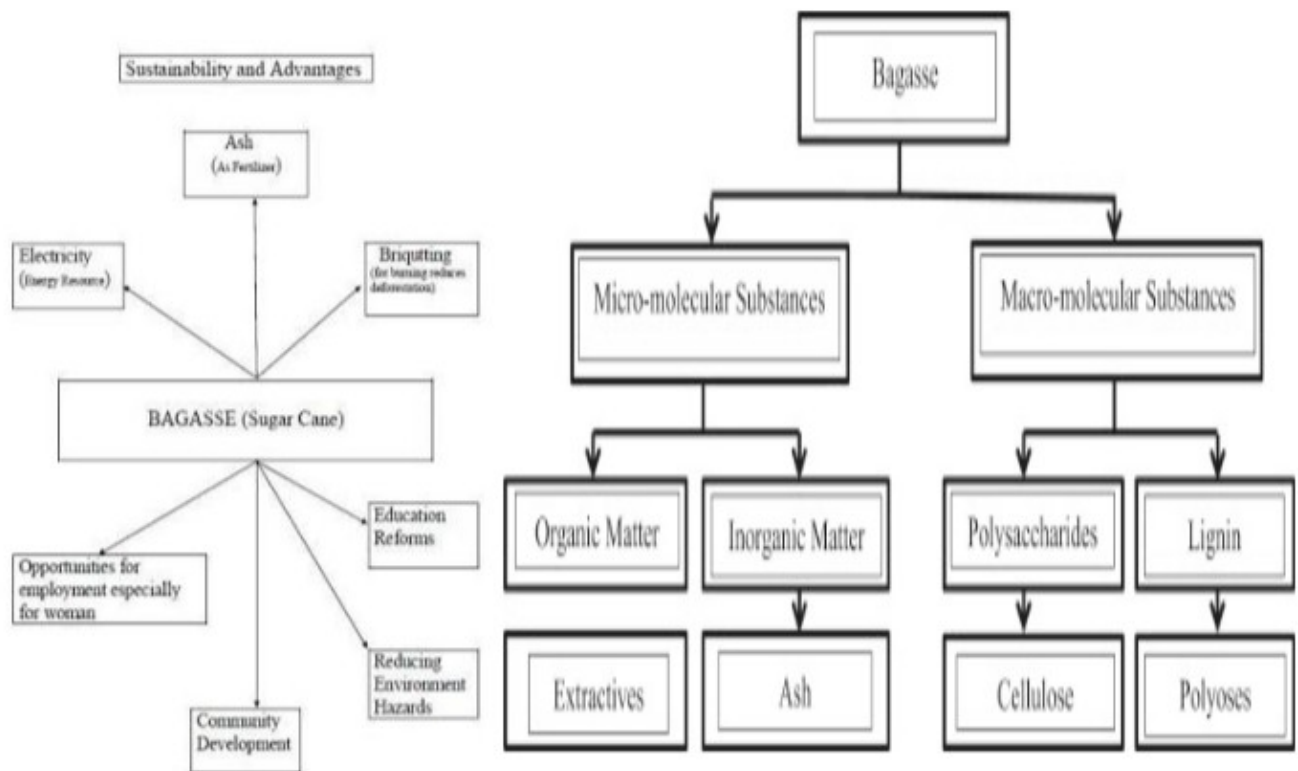 Sustainability and Advantages
Ash
(As Fertilizer)
Electricity
(Energy Resource)
Briqutting
(for burning reduces
deforestation)
BAGASSE (Sugar Cane)
Education
Reforms
Opportunities for
employment especially
for woman
Reducing
Environment
Hazards
Community
Development
Bagasse
Micro-molecular Substances
Macro-molecular Substances
Organic Matter
Inorganic Matter
Polysaccharides
Lignin
Extractives
Ash
Cellulose
Polyoses